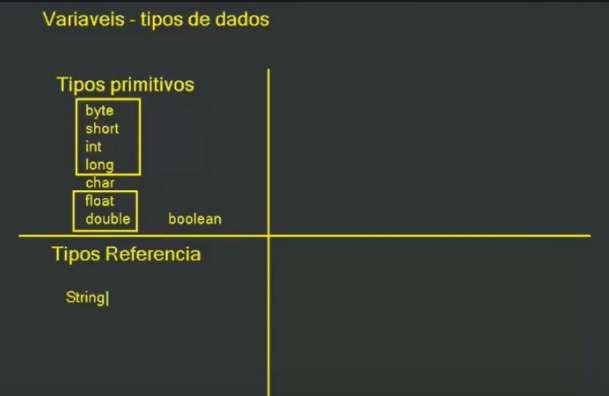 Variaveis - tipos de dados
Tipos primitivos
byte
short
int
long
char
float
double boolean
Tipos Referencia
String